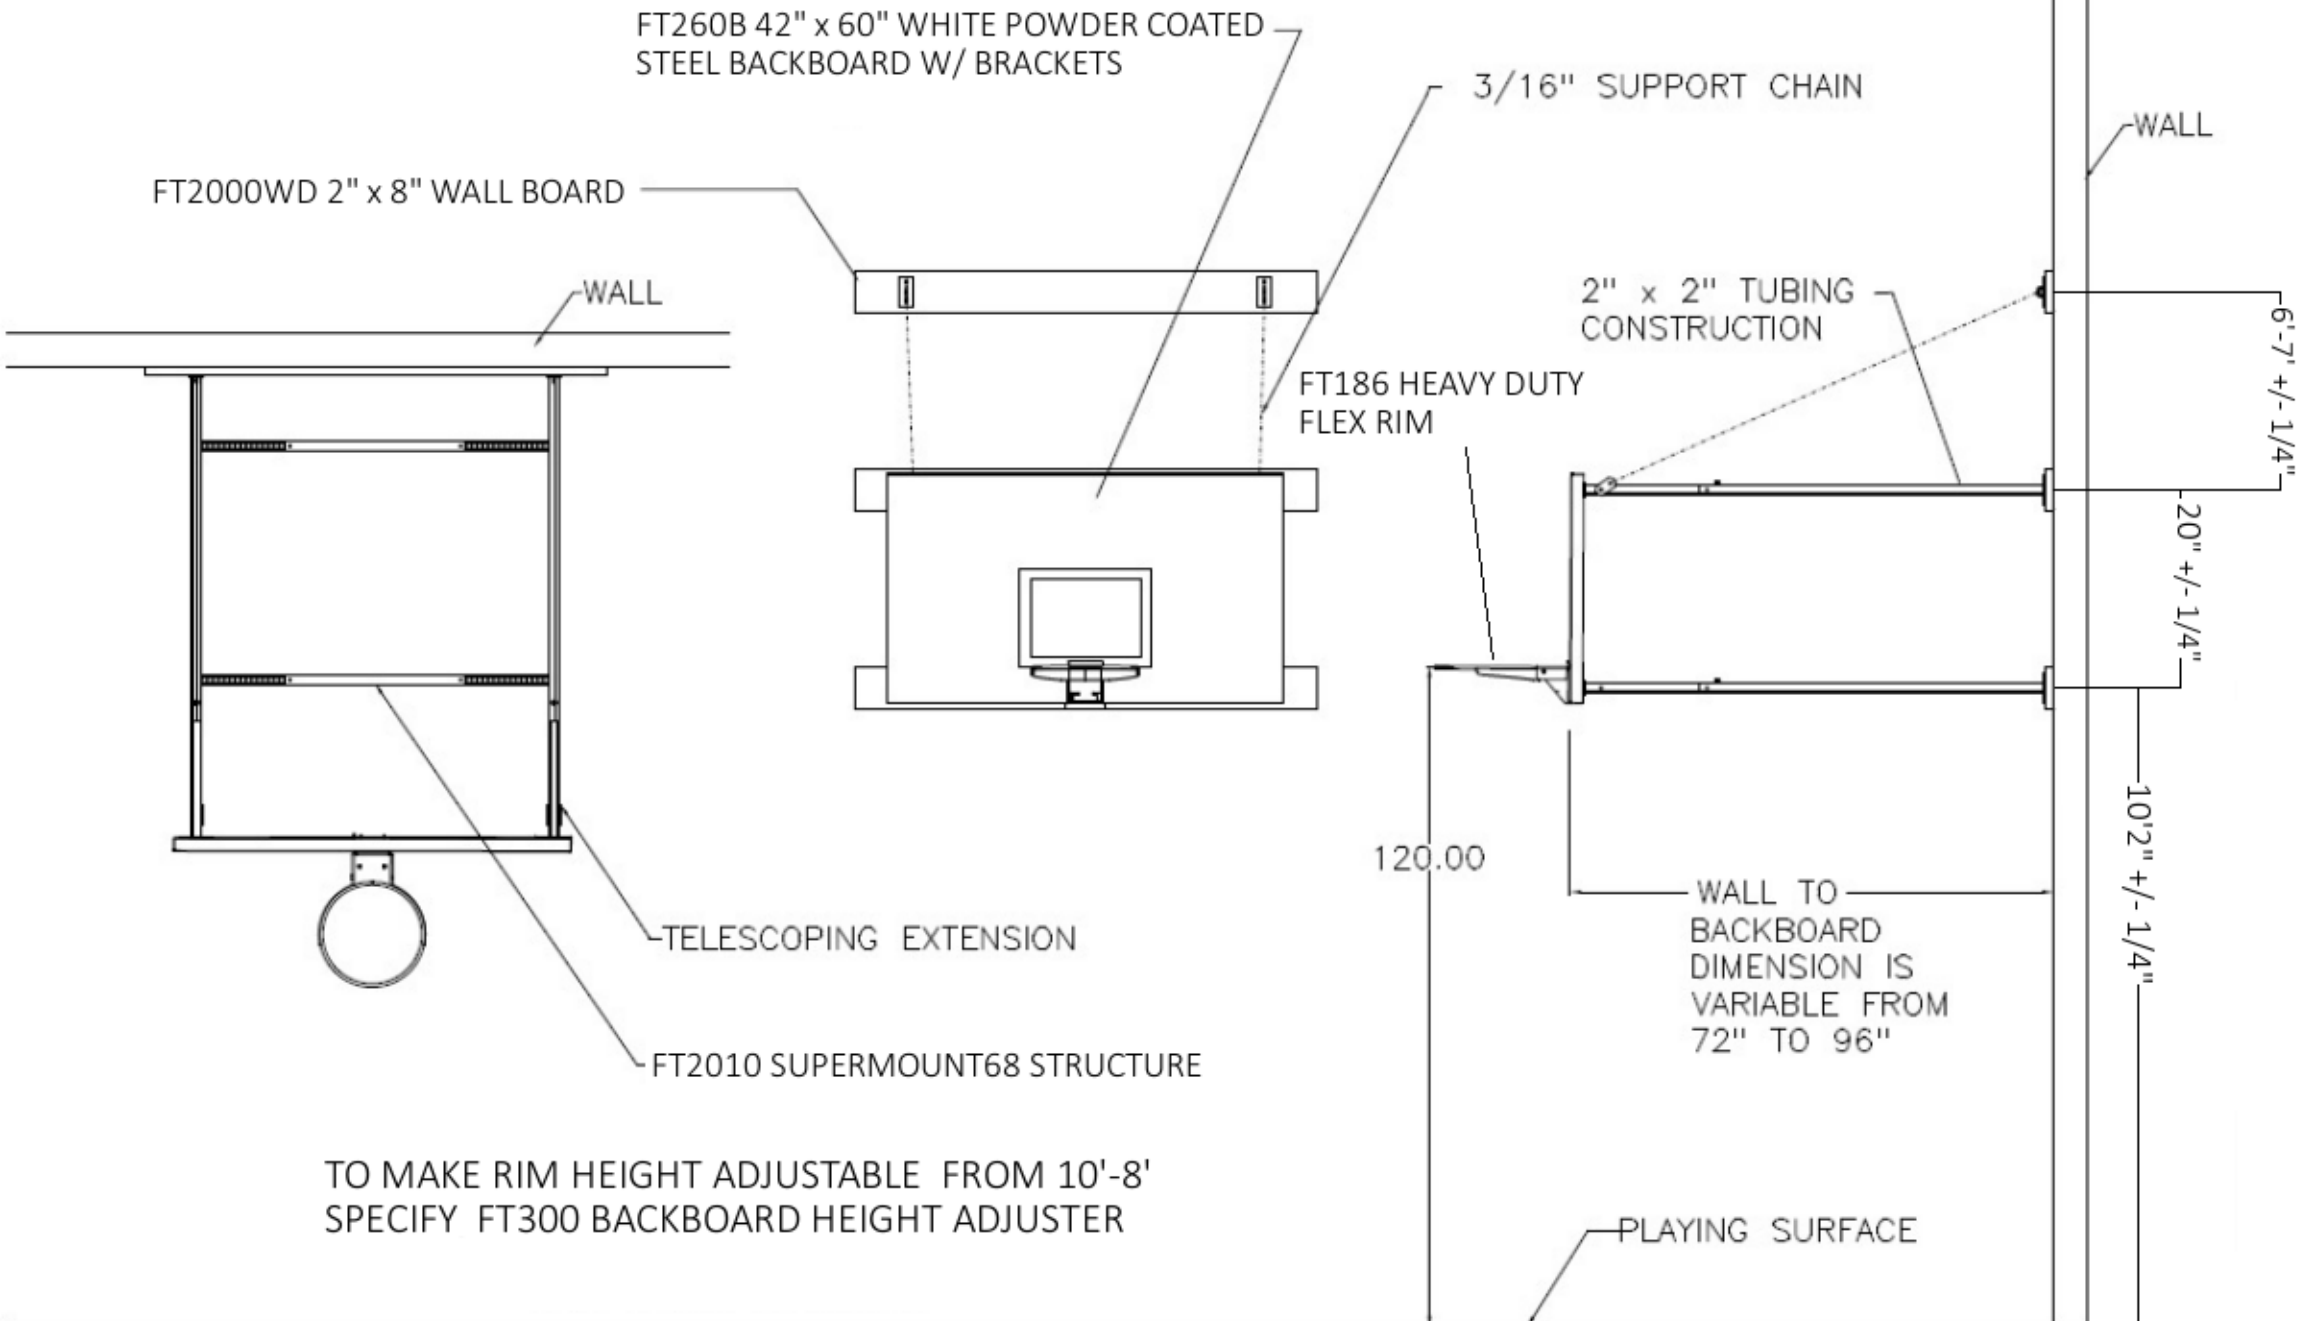 FT260B 42" x 60" WHITE POWDER COATED
STEEL BACKBOARD W/ BRACKETS
3/16" SUPPORT CHAIN
WALL
FT2000WD 2" x 8" WALL BOARD
WALL
2" x 2" TUBING
CONSTRUCTION
6'-7' +/- 1/4"
FT186 HEAVY DUTY
FLEX RIM
20" +/- 1/4"
120.00
10'2" +/- 1/4"
WALL TO
BACKBOARD
DIMENSION IS
VARIABLE FROM
72" TO 96"
TELESCOPING EXTENSION
FT2010 SUPERMOUNT68 STRUCTURE
TO MAKE RIM HEIGHT ADJUSTABLE FROM 10'-8'
SPECIFY FT300 BACKBOARD HEIGHT ADJUSTER
PLAYING SURFACE